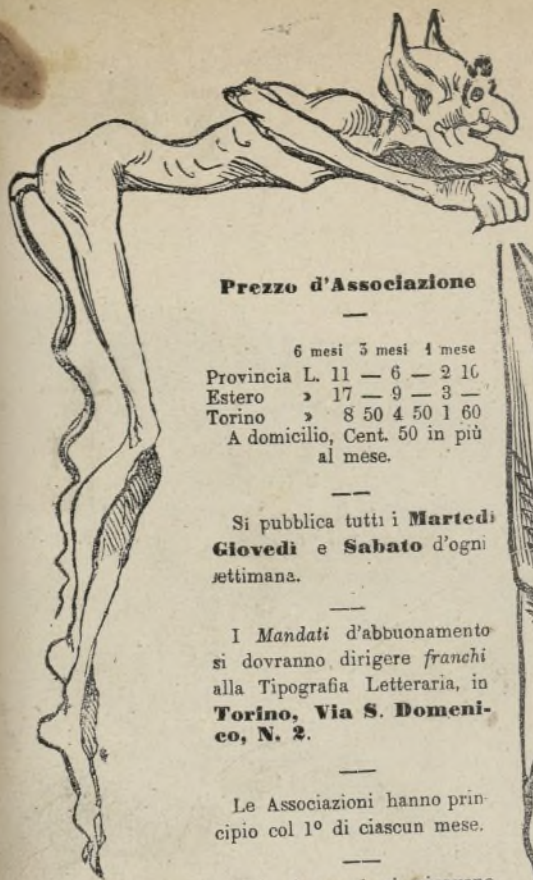 Prezzo d'Associazione
6 mesi 3 mesi 1 mese
Provincia L. 11 — 6 — 2 10
Estero » 17 — 9 — 3 —
Torino » 8 50 4 50 1 60
A domicilio, Cent. 50 in più
al mese.
Si pubblica tutti i Martedì
Giovedì e Sabato d'ogni
settimana.
I Mandati d'abbuonamento
si dovranno dirigere franchi
alla Tipografia Letteraria, in
Torino, Via S. Domeni-
co, N. 2.
Le Associazioni hanno prin-
cipio col 1º di ciascun mese.